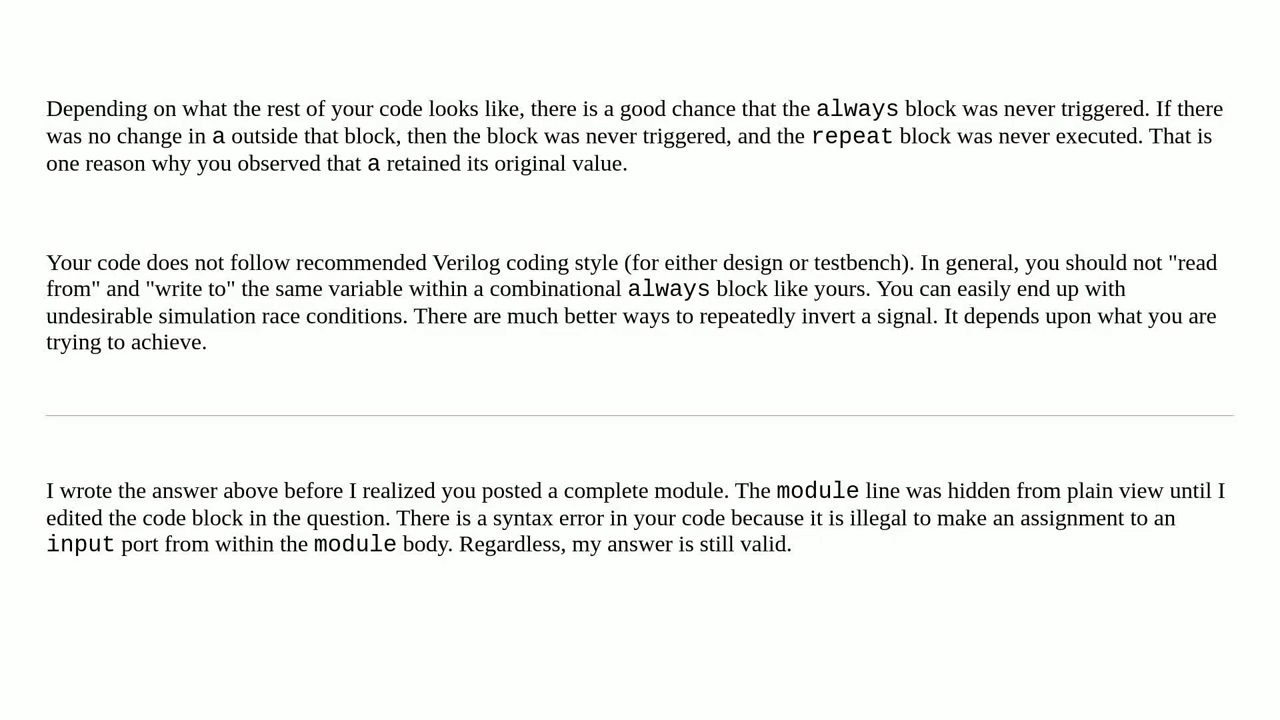 Depending on what the rest of your code looks like, there is a good chance that the always block was never triggered. If there
was no change in a outside that block, then the block was never triggered, and the repeat block was never executed. That is
one reason why you observed that a retained its original value.
Your code does not follow recommended Verilog coding style (for either design or testbench). In general, you should not "read
from" and "write to" the same variable within a combinational always block like yours. You can easily end up with
undesirable simulation race conditions. There are much better ways to repeatedly invert a signal. It depends upon what you are
trying to achieve.
I wrote the answer above before I realized you posted a complete module. The module line was hidden from plain view until I
edited the code block in the question. There is a syntax error in your code because it is illegal to make an assignment to an
input port from within the module body. Regardless, my answer is still valid.